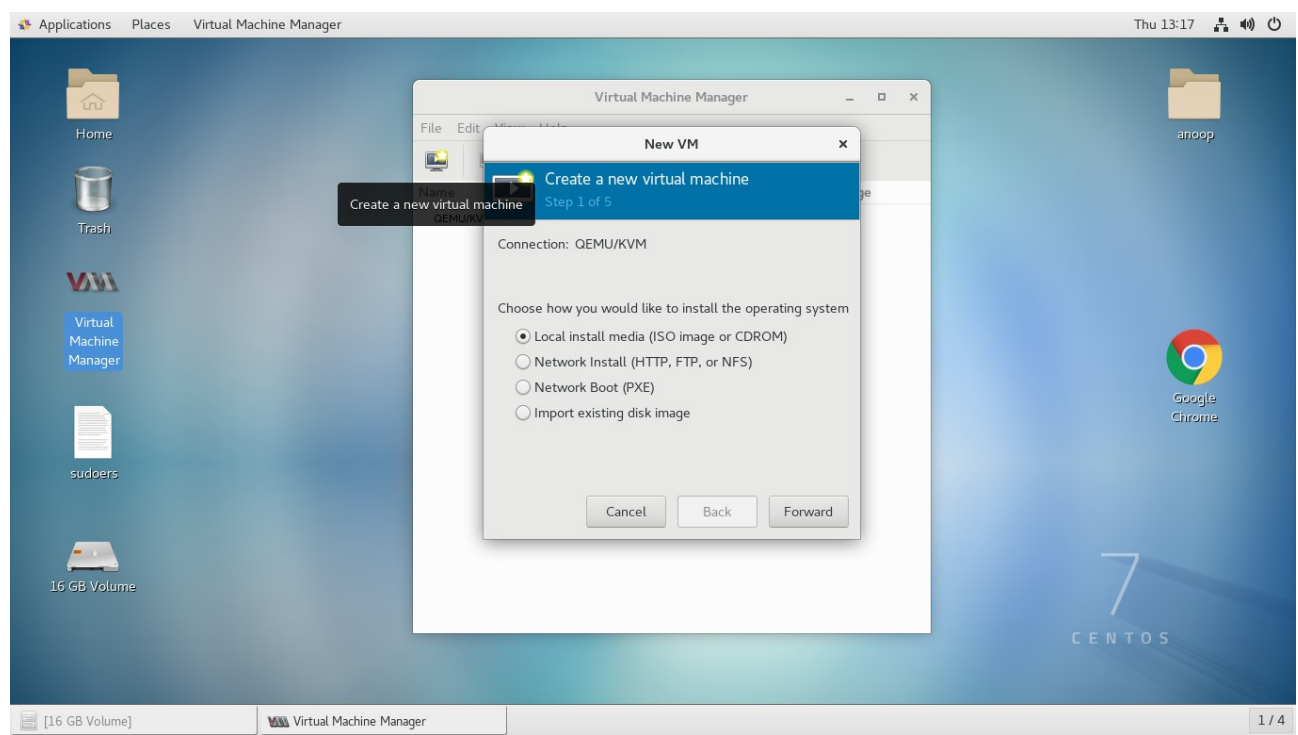 Applications Places Virtual Machine Manager Thu 13:17
Home
Trash
Virtual
Machine
Manager
sudoers
16 GB Volume
Virtual Machine Manager
File Edit View Help
Name
Create a new virtual machine
QEMU/KV
New VM
Create a new virtual machine
Step 1 of 5
Connection: QEMU/KVM
Choose how you would like to install the operating system
Local install media (ISO image or CDROM)
Network Install (HTTP, FTP, or NFS)
Network Boot (PXE)
Import existing disk image
Cancel Back Forward
anoop
Google
Chrome
7
CENTOS
[16 GB Volume] Virtual Machine Manager 1 / 4